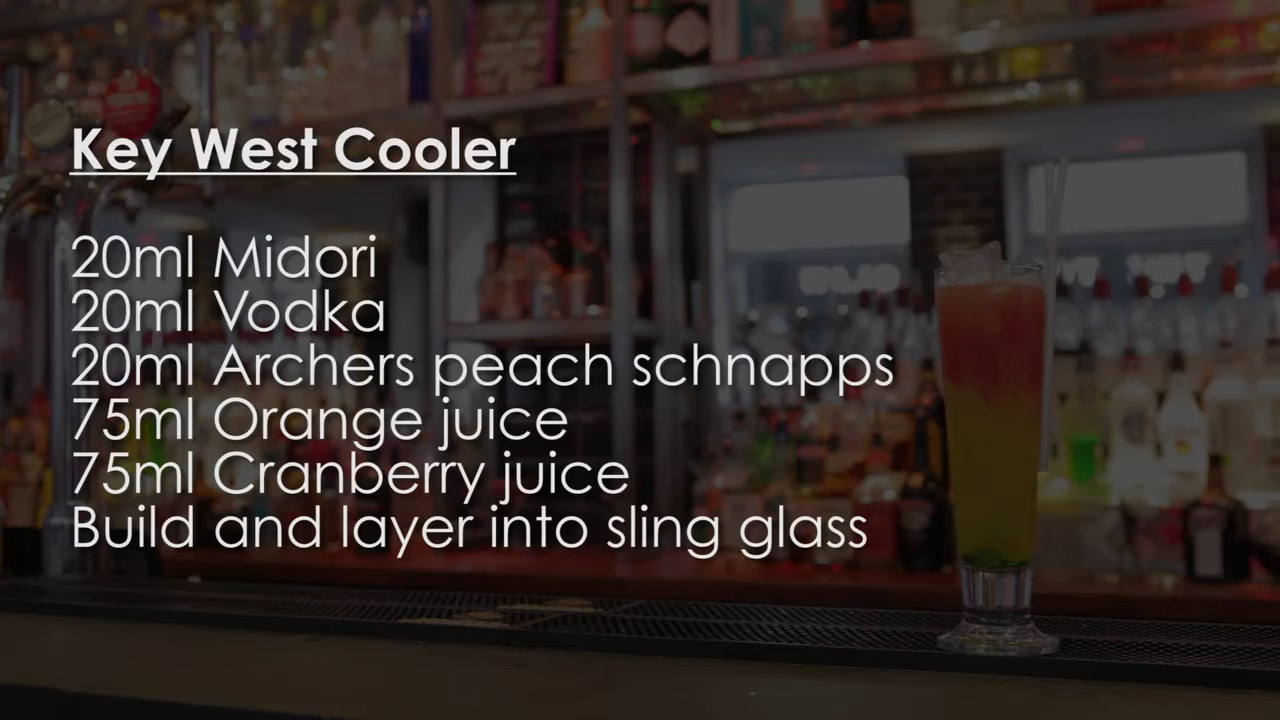 Key West Cooler
20ml Midori
20ml Vodka
20ml Archers peach schnapps
75ml Orange juice
75ml Cranberry juice
Build and layer into sling glass